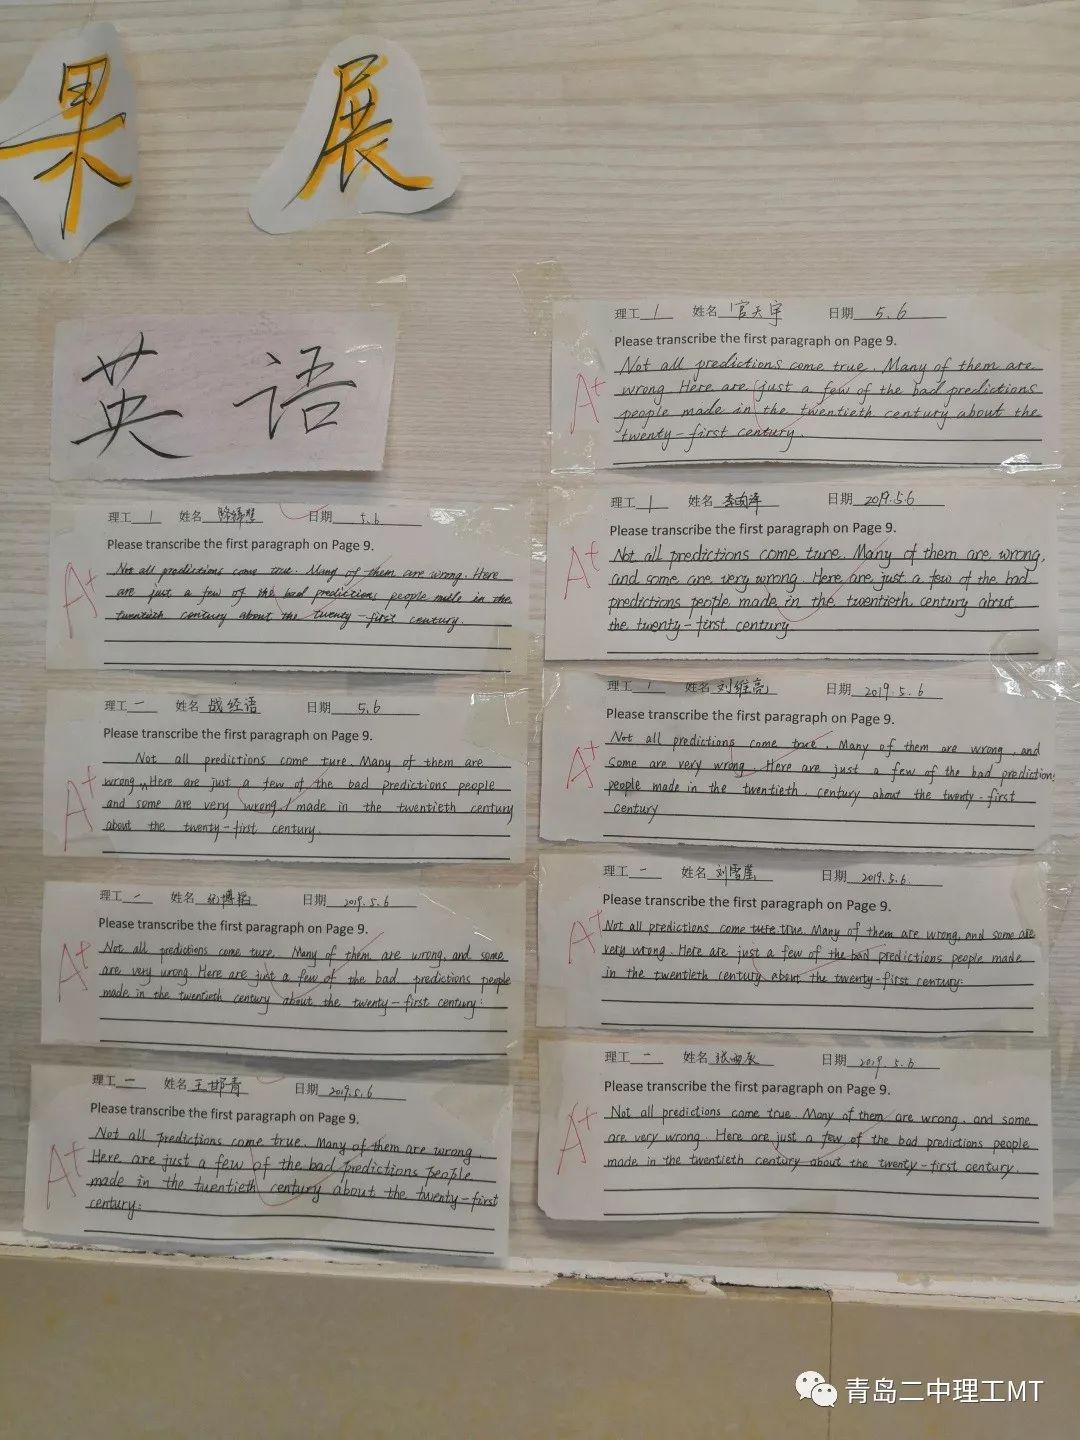 果 展
英语
理工 1 姓名 官天宇 日期 5.6
Please transcribe the first paragraph on Page 9.
Not all predictions come true. Many of them are
wrong. Here are just a few of the bad predictions
people made in the twentieth century about the
twenty-first century.
理工 1 姓名 日期 5.6
Please transcribe the first paragraph on Page 9.
Not all predictions come true. Many of them are wrong. Here
are just a few of the bad predictions people made in the
twentieth century about the twenty-first century.
理工 1 姓名 日期 2019.5.6
Please transcribe the first paragraph on Page 9.
Not all predictions come ture. Many of them are wrong,
and some are very wrong. Here are just a few of the bad
predictions people made in the twentieth century about
the twenty-first century
理工 一 姓名 战经语 日期 5.6
Please transcribe the first paragraph on Page 9.
Not all predictions come ture. Many of them are
wrong. Here are just a few of the bad predictions people
and some are very wrong made in the twentieth century
about the twenty-first century.
理工 1 姓名 刘维亮 日期 2019.5.6
Please transcribe the first paragraph on Page 9.
Not all predictions come true. Many of them are wrong, and
Some are very wrong. Here are just a few of the bad predictions
people made in the twentieth century about the twenty-first
century
理工 一 姓名 日期 2019.5.6
Please transcribe the first paragraph on Page 9.
Not all predictions come ture. Many of them are wrong, and some
are very wrong. Here are just a few of the bad predictions people
made in the twentieth century about the twenty-first century.
理工 一 姓名 日期 2019.5.6.
Please transcribe the first paragraph on Page 9.
Not all predictions come ture true. Many of them are wrong, and some are
very wrong. Here are just a few of the bad predictions people made
in the twentieth century about the twenty-first century.
理工 一 姓名 日期 2019.5.6
Please transcribe the first paragraph on Page 9.
Not all predictions come true. Many of them are wrong.
Here are just a few of the bad predictions people
made in the twentieth century about the twenty-first
century.
理工 一 姓名 日期 2019.5.6
Please transcribe the first paragraph on Page 9.
Not all predictions come true. Many of them are wrong, and some
are very wrong. Here are just a few of the bad predictions people
made in the twentieth century about the twenty-first century.
A+
A+
A+
A+
A+
A+
A+
A+
A+
青岛二中理工MT